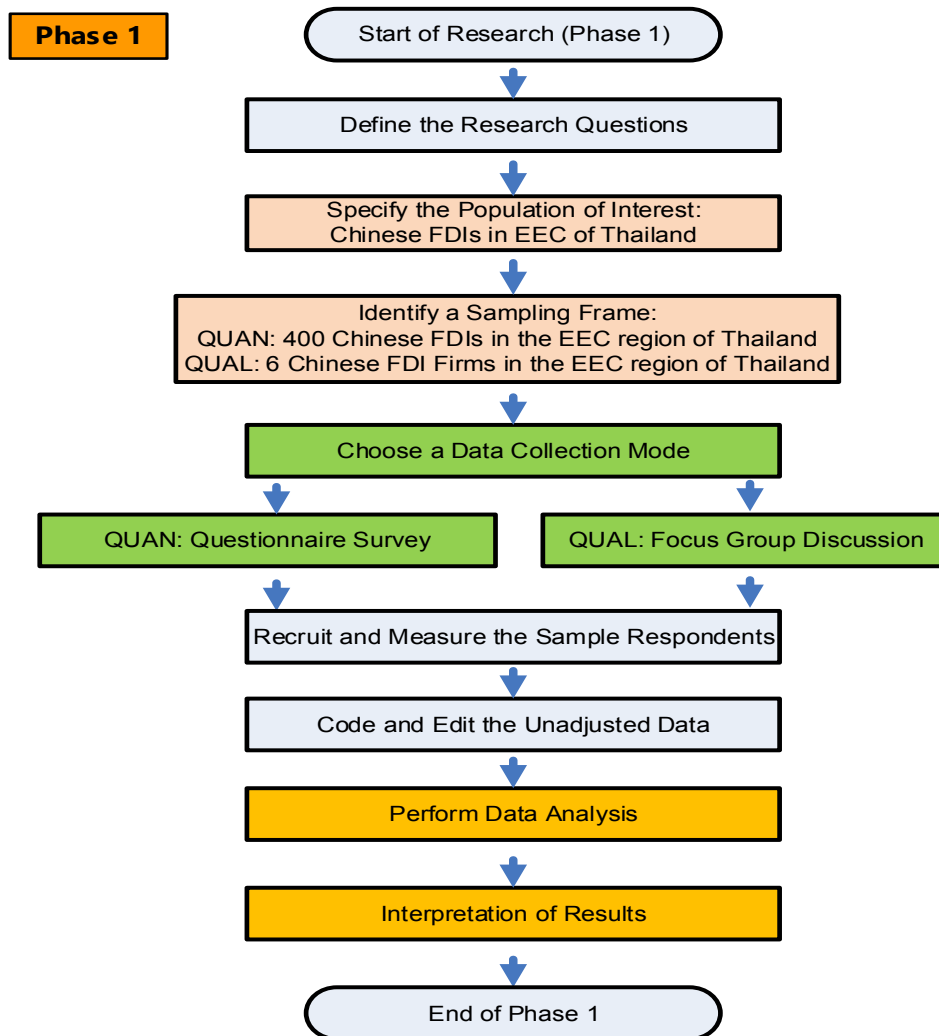 Phase 1
Start of Research (Phase 1)
Define the Research Questions
Specify the Population of Interest:
Chinese FDIs in EEC of Thailand
Identify a Sampling Frame:
QUAN: 400 Chinese FDIs in the EEC region of Thailand
QUAL: 6 Chinese FDI Firms in the EEC region of Thailand
Choose a Data Collection Mode
QUAN: Questionnaire Survey
QUAL: Focus Group Discussion
Recruit and Measure the Sample Respondents
Code and Edit the Unadjusted Data
Perform Data Analysis
Interpretation of Results
End of Phase 1